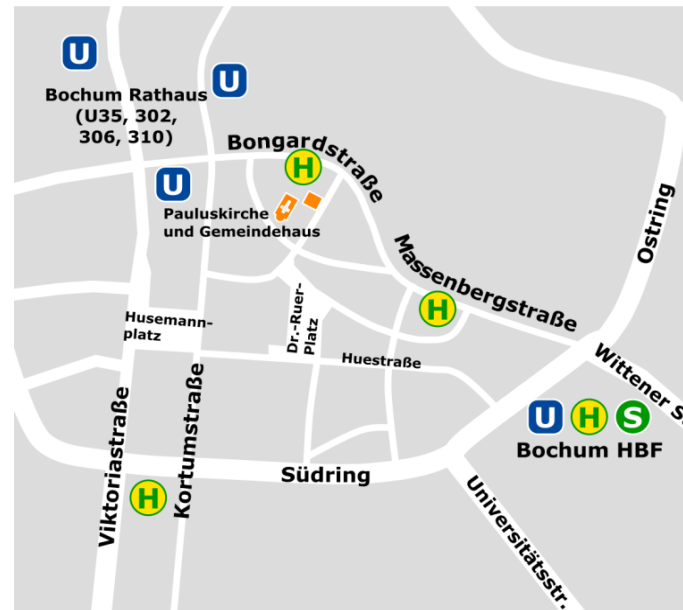 U
U
Bochum Rathaus
(U35, 302,
306, 310)
Bongardstraße
H
U
Pauluskirche
und Gemeindehaus
Ostring
Massenbergstraße
H
Husemann-
platz
Dr.-Ruer-
Platz
Huestraße
Wittener S
U H S
Bochum HBF
Viktoriastraße
Kortumstraße
Südring
H
Universitätsstr.